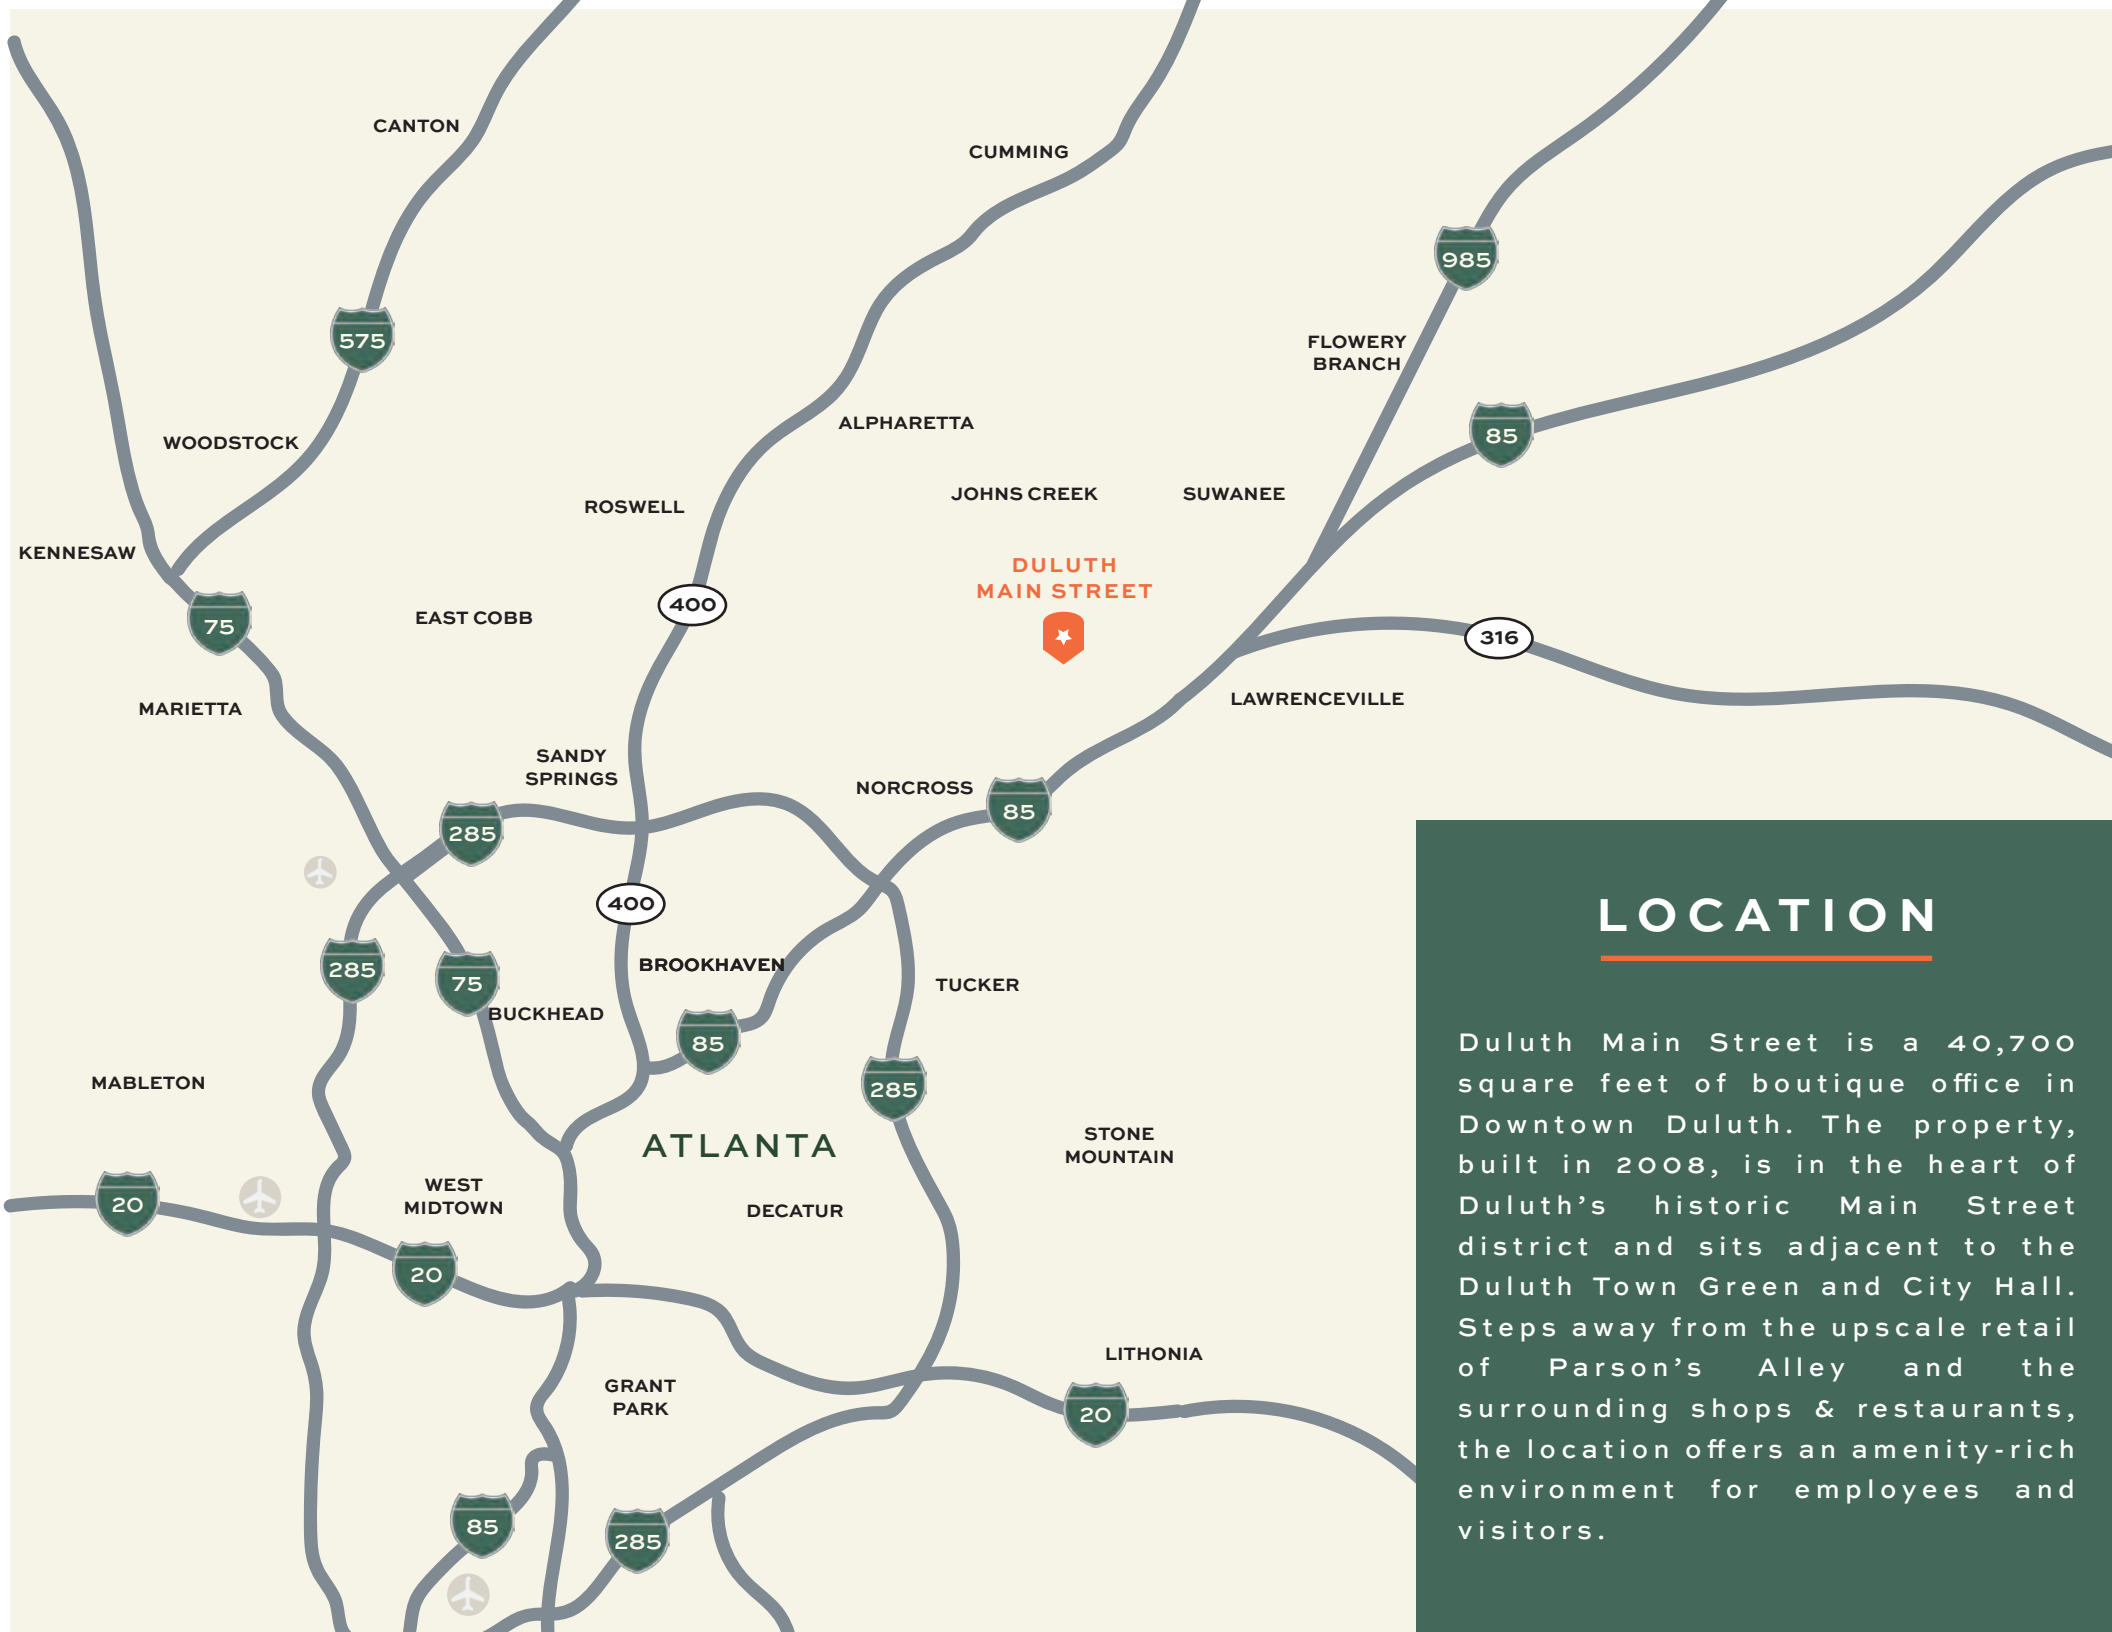 CANTON
CUMMING
985
575
FLOWERY
BRANCH
ALPHARETTA
85
WOODSTOCK
JOHNS CREEK
SUWANEE
ROSWELL
KENNESAW
DULUTH
MAIN STREET
400
EAST COBB
75
316
MARIETTA
LAWRENCEVILLE
SANDY
SPRINGS
NORCROSS
85
285
400
BROOKHAVEN
285
75
TUCKER
BUCKHEAD
85
MABLETON
285
ATLANTA
STONE
MOUNTAIN
WEST
MIDTOWN
20
DECATUR
20
LITHONIA
GRANT
PARK
20
85
285
LOCATION
Duluth Main Street is a 40,700
square feet of boutique office in
Downtown Duluth. The property,
built in 2008, is in the heart of
Duluth’s historic Main Street
district and sits adjacent to the
Duluth Town Green and City Hall.
Steps away from the upscale retail
of Parson’s Alley and the
surrounding shops & restaurants,
the location offers an amenity-rich
environment for employees and
visitors.